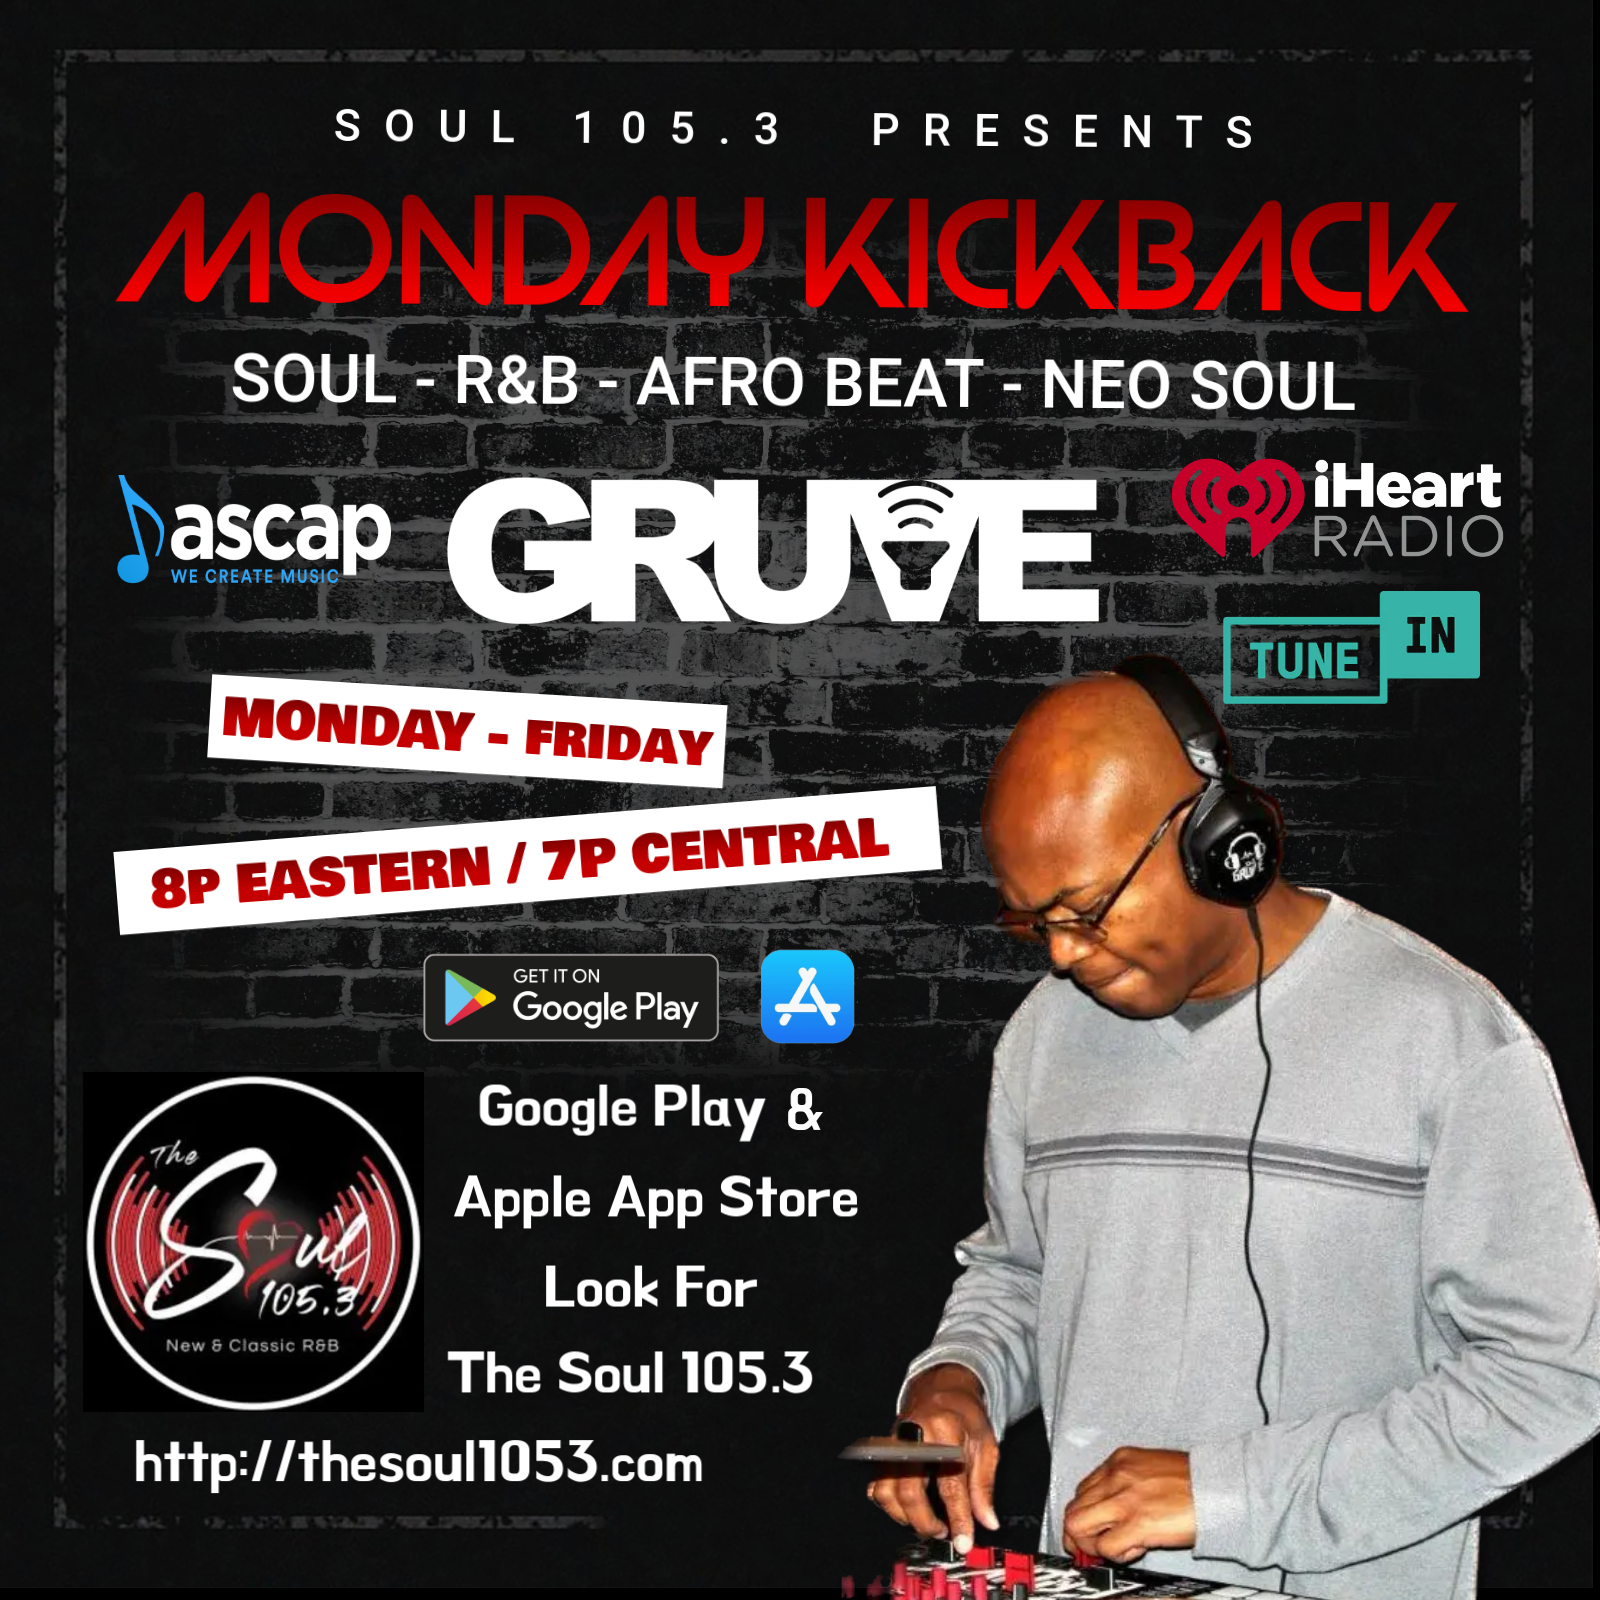 SOUL 105.3 PRESENTS
MONDAY KICKBACK
SOUL - R&B - AFRO BEAT - NEO SOUL
ascap
WE CREATE MUSIC
GRUVE
iHeart
RADIO
TUNE IN
MONDAY - FRIDAY
8P EASTERN / 7P CENTRAL
GRUVE
GET IT ON
Google Play
Google Play &
Apple App Store
Look For
The Soul 105.3
The
Soul
105.3
New & Classic R&B
http://thesoul1053.com